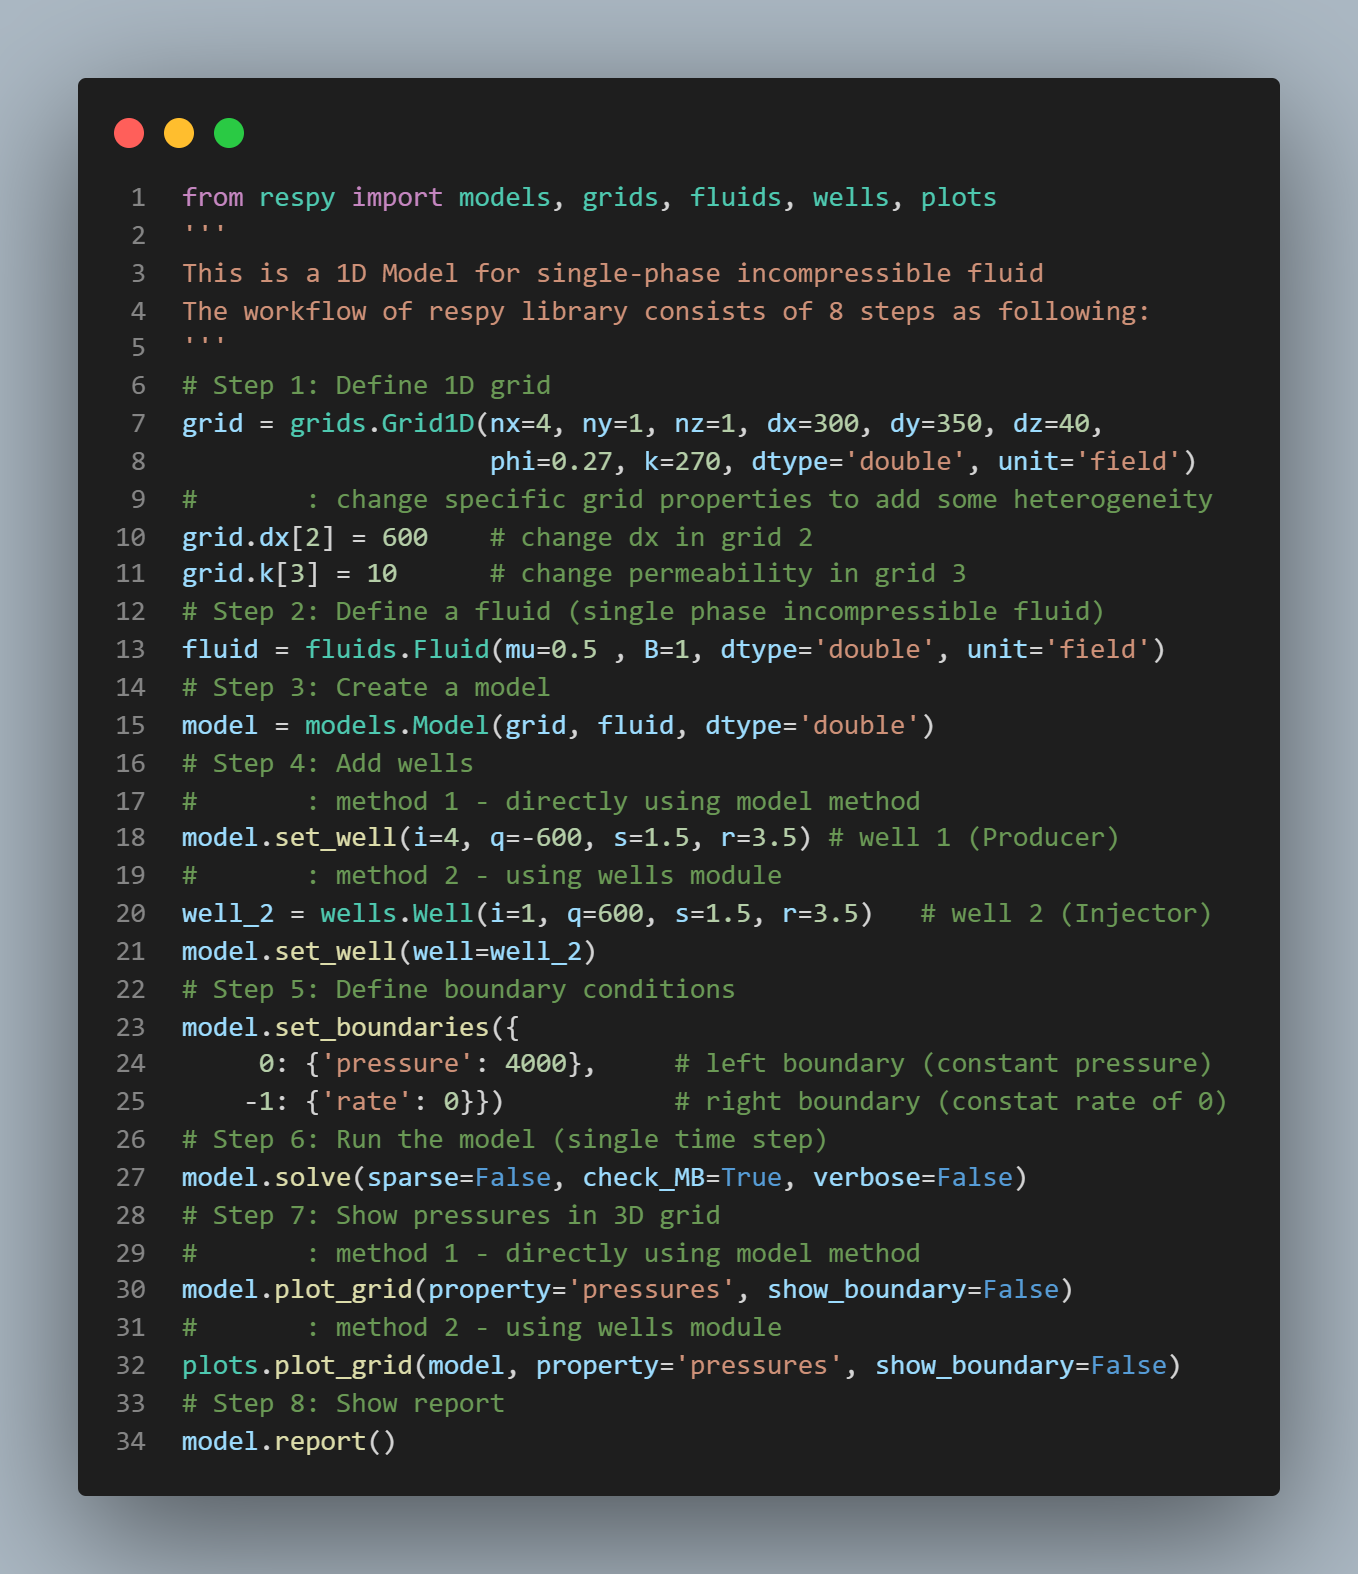 1 from respy import models, grids, fluids, wells, plots
2 '''
3 This is a 1D Model for single-phase incompressible fluid
4 The workflow of respy library consists of 8 steps as following:
5 '''
6 # Step 1: Define 1D grid
7 grid = grids.Grid1D(nx=4, ny=1, nz=1, dx=300, dy=350, dz=40,
8                     phi=0.27, k=270, dtype='double', unit='field')
9 #       : change specific grid properties to add some heterogeneity
10 grid.dx[2] = 600    # change dx in grid 2
11 grid.k[3] = 10      # change permeability in grid 3
12 # Step 2: Define a fluid (single phase incompressible fluid)
13 fluid = fluids.Fluid(mu=0.5 , B=1, dtype='double', unit='field')
14 # Step 3: Create a model
15 model = models.Model(grid, fluid, dtype='double')
16 # Step 4: Add wells
17 #       : method 1 - directly using model method
18 model.set_well(i=4, q=-600, s=1.5, r=3.5) # well 1 (Producer)
19 #       : method 2 - using wells module
20 well_2 = wells.Well(i=1, q=600, s=1.5, r=3.5)   # well 2 (Injector)
21 model.set_well(well=well_2)
22 # Step 5: Define boundary conditions
23 model.set_boundaries({
24      0: {'pressure': 4000},     # left boundary (constant pressure)
25     -1: {'rate': 0}})           # right boundary (constat rate of 0)
26 # Step 6: Run the model (single time step)
27 model.solve(sparse=False, check_MB=True, verbose=False)
28 # Step 7: Show pressures in 3D grid
29 #       : method 1 - directly using model method
30 model.plot_grid(property='pressures', show_boundary=False)
31 #       : method 2 - using wells module
32 plots.plot_grid(model, property='pressures', show_boundary=False)
33 # Step 8: Show report
34 model.report()